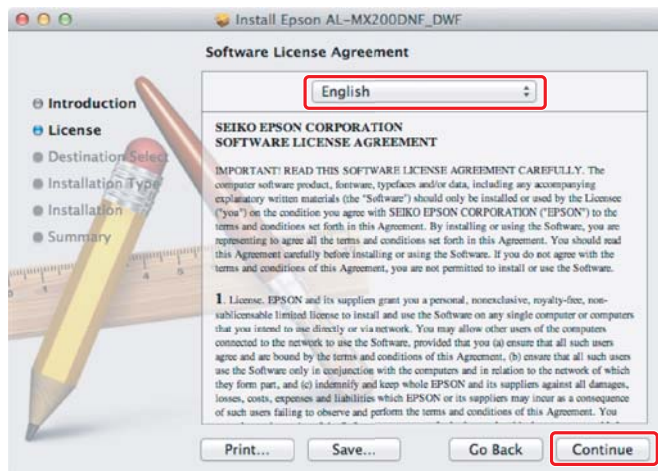 Install Epson AL-MX200DNF_DWF
Software License Agreement
English
Introduction
License
Destination Select
Installation Type
Installation
Summary
SEIKO EPSON CORPORATION
SOFTWARE LICENSE AGREEMENT
IMPORTANT! READ THIS SOFTWARE LICENSE AGREEMENT CAREFULLY. The
computer software product, fontware, typefaces and/or data, including any accompanying
explanatory written materials (the "Software") should only be installed or used by the Licensee
("you") on the condition you agree with SEIKO EPSON CORPORATION ("EPSON") to the
terms and conditions set forth in this Agreement. By installing or using the Software, you are
representing to agree all the terms and conditions set forth in this Agreement. You should read
this Agreement carefully before installing or using the Software. If you do not agree with the
terms and conditions of this Agreement, you are not permitted to install or use the Software.
1. License. EPSON and its suppliers grant you a personal, nonexclusive, royalty-free, non-
sublicensable limited license to install and use the Software on any single computer or computers
that you intend to use directly or via network. You may allow other users of the computers
connected to the network to use the Software, provided that you (a) ensure that all such users
agree and are bound by the terms and conditions of this Agreement, (b) ensure that all such users
use the Software only in conjunction with the computers and in relation to the network of which
they form part, and (c) indemnify and keep whole EPSON and its suppliers against all damages,
losses, costs, expenses and liabilities which EPSON or its suppliers may incur as a consequence
of such users failing to observe and perform the terms and conditions of this Agreement. You
Print...
Save...
Go Back
Continue